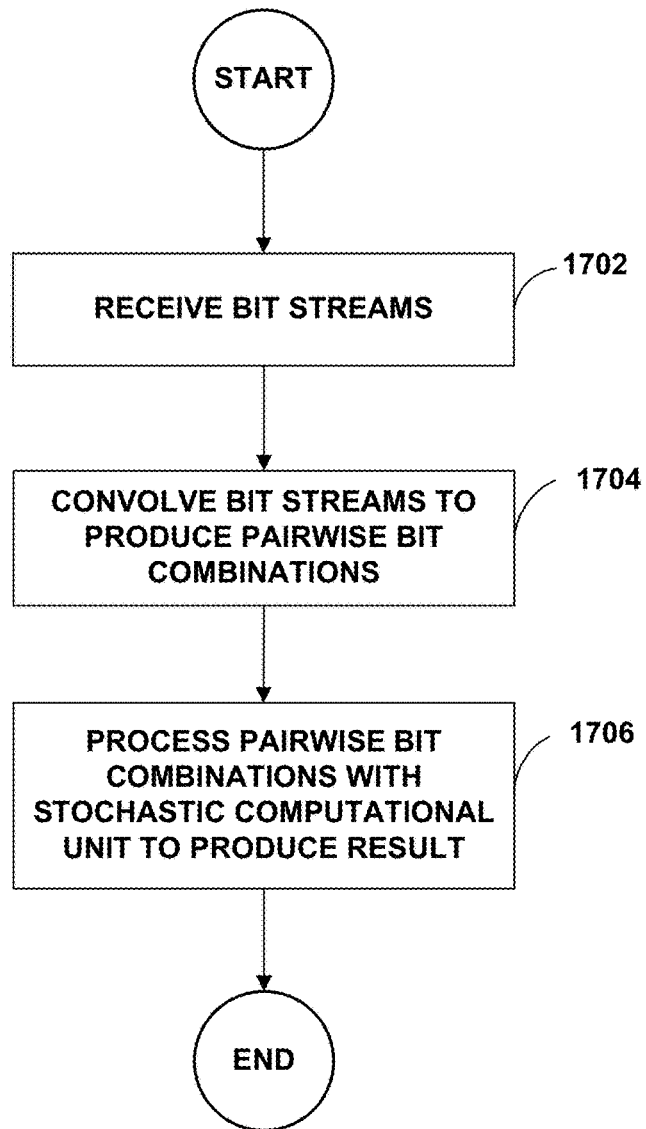 START
1702
RECEIVE BIT STREAMS
1704
CONVOLVE BIT STREAMS TO
PRODUCE PAIRWISE BIT
COMBINATIONS
1706
PROCESS PAIRWISE BIT
COMBINATIONS WITH
STOCHASTIC COMPUTATIONAL
UNIT TO PRODUCE RESULT
END